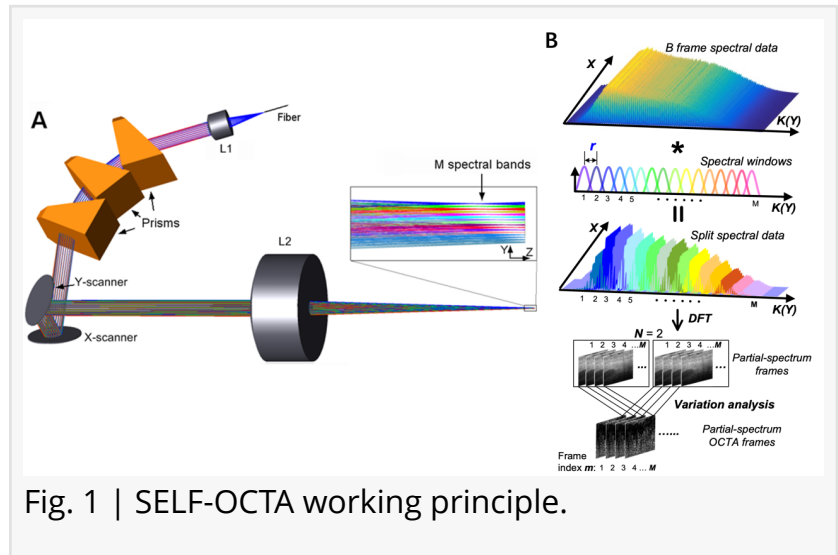 A
Fiber
L1
Prisms
M spectral bands
L2
Y
Z
Y-scanner
X-scanner
B
B frame spectral data
X
K(Y)
*
r
Spectral windows
1 2 3 4 5 ...... M K(Y)
=
Split spectral data
X
1 2 3 4 5 ...... M K(Y)
DFT
N = 2
1 2 3 4 ...M 1 2 3 4 ...M
... ...
Partial-spectrum
frames
Variation analysis
......
Partial-spectrum
OCTA frames
Frame
index m: 1 2 3 4 ... M
Fig. 1 | SELF-OCTA working principle.